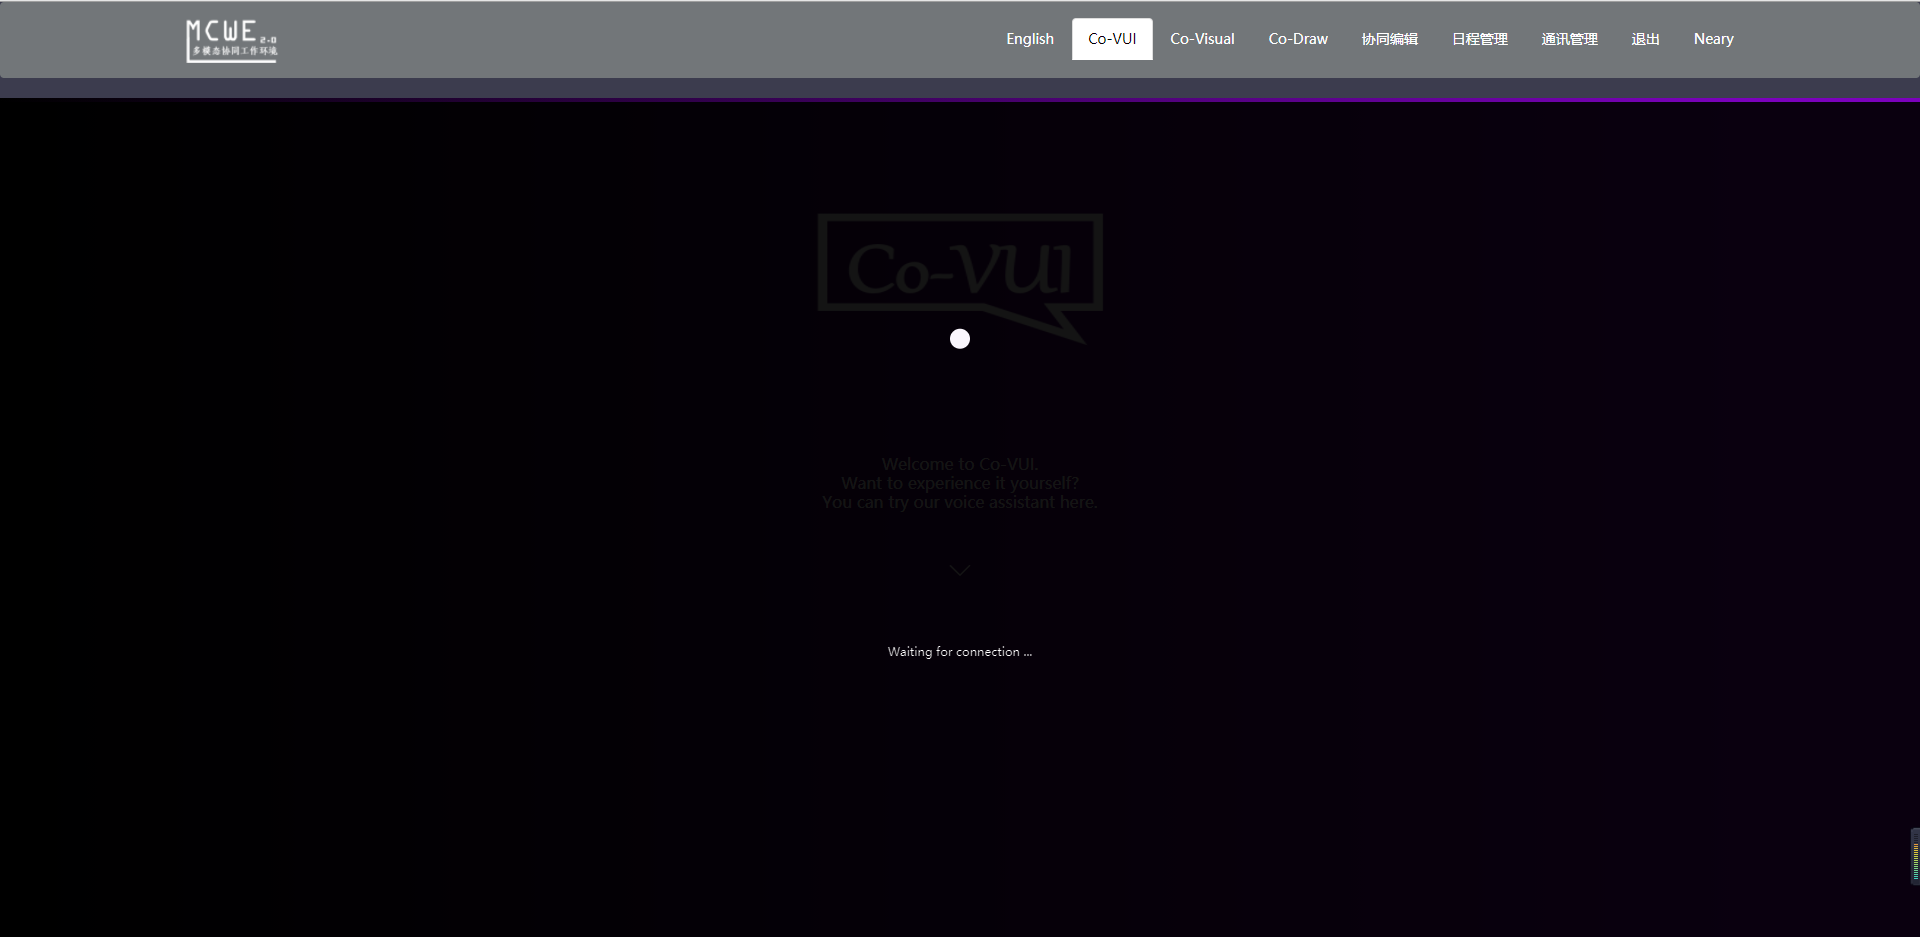 MCWE 2.0
多模态协同工作环境
English Co-VUI Co-Visual Co-Draw 协同编辑 日程管理 通讯管理 退出 Neary
Co-VUI
Welcome to Co-VUI.
Want to experience it yourself?
You can try our voice assistant here.
Waiting for connection ...